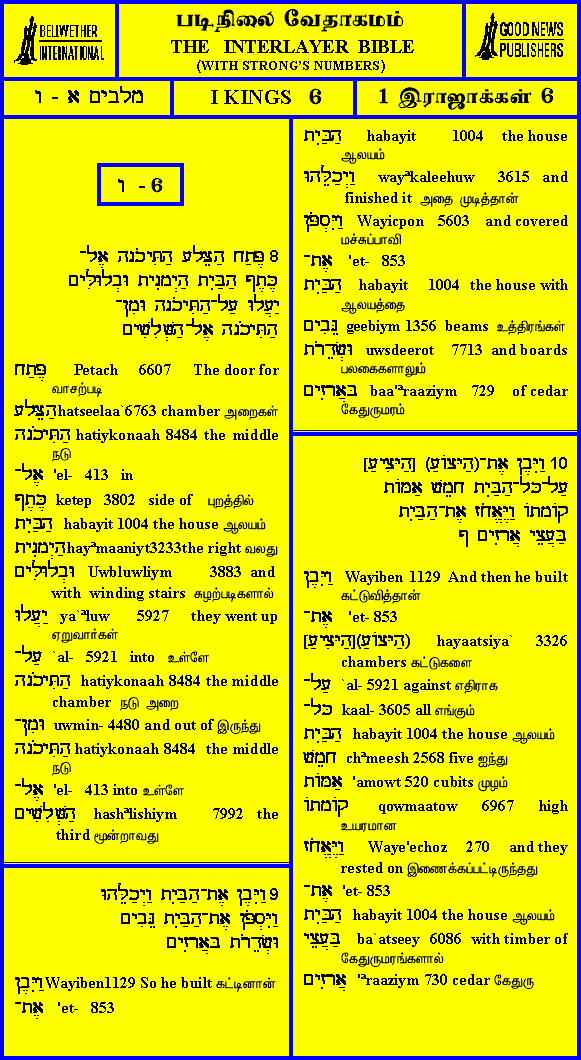 BELLWETHER
INTERNATIONAL
படிநிலை வேதாகமம்
THE INTERLAYER BIBLE
(WITH STRONG'S NUMBERS)
GOOD NEWS
PUBLISHERS
מלכים א - ו
I KINGS 6
1 இராஜாக்கள் 6
6 - ו
8 פֶּתַח הַצֵּלָע הַתִּיכֹנָה אֶל־
כֶּתֶף הַבַּיִת הַיְמָנִית וּבְלוּלִּים
יַעֲלוּ עַל־הַתִּיכֹנָה וּמִן־
הַתִּיכֹנָה אֶל־הַשְּׁלִשִׁים
פֶּתַח Petach 6607 The door for
வாசற்படி
הַצֵּלָע hatseelaa` 6763 chamber அறைகள்
הַתִּיכֹנָה hatiykonaah 8484 the middle
நடு
אֶל־ 'el- 413 in
כֶּתֶף ketep 3802 side of புறத்தில்
הַבַּיִת habayit 1004 the house ஆலயம்
הַיְמָנִית hayªmaaniyt 3233 the right வலது
וּבְלוּלִּים Uwbluwliym 3883 and
with winding stairs சுழற்படிகளால்
יַעֲלוּ ya`ªluw 5927 they went up
ஏறுவார்கள்
עַל־ `al- 5921 into உள்ளே
הַתִּיכֹנָה hatiykonaah 8484 the middle
chamber நடு அறை
וּמִן־ uwmin- 4480 and out of இருந்து
הַתִּיכֹנָה hatiykonaah 8484 the middle
நடு
אֶל־ 'el- 413 into உள்ளே
הַשְּׁלִשִׁים hashªlishiym 7992 the
third மூன்றாவது
9 וַיִּבֶן אֶת־הַבַּיִת וַיְכַלֵּהוּ
וַיִּסְפֹּן אֶת־הַבַּיִת גֵּבִים
וּשְׂדֵרֹת בָּאֲרָזִים
וַיִּבֶן Wayiben 1129 So he built கட்டினான்
אֶת־ 'et- 853
הַבַּיִת habayit 1004 the house
ஆலயம்
וַיְכַלֵּהוּ wayªkaleehuw 3615 and
finished it அதை முடித்தான்
וַיִּסְפֹּן Wayicpon 5603 and covered
மச்சுப்பாவி
אֶת־ 'et- 853
הַבַּיִת habayit 1004 the house with
ஆலயத்தை
גֵּבִים geebiym 1356 beams உத்திரங்கள்
וּשְׂדֵרֹת uwsdeerot 7713 and boards
பலகைகளாலும்
בָּאֲרָזִים baa'ªraaziym 729 of cedar
கேதுருமரம்
10 וַיִּבֶן אֶת־(הַיָּצוֹעַ) [הַיָּצִיעַ]
עַל־כָּל־הַבַּיִת חָמֵשׁ אַמּוֹת
קוֹמָתוֹ וַיֶּאֱחֹז אֶת־הַבַּיִת
בַּעֲצֵי אֲרָזִים ף
וַיִּבֶן Wayiben 1129 And then he built
கட்டுவித்தான்
אֶת־ 'et- 853
(הַיָּצוֹעַ)[הַיָּצִיעַ] hayaatsiya` 3326
chambers கட்டுகளை
עַל־ `al- 5921 against எதிராக
כָּל־ kaal- 3605 all எங்கும்
הַבַּיִת habayit 1004 the house ஆலயம்
חָמֵשׁ chªmeesh 2568 five ஐந்து
אַמּוֹת 'amowt 520 cubits முழம்
קוֹמָתוֹ qowmaatow 6967 high
உயரமான
וַיֶּאֱחֹז Waye'echoz 270 and they
rested on இணைக்கப்பட்டிருந்தது
אֶת־ 'et- 853
הַבַּיִת habayit 1004 the house ஆலயம்
בַּעֲצֵי ba`atseey 6086 with timber of
கேதுருமரங்களால்
אֲרָזִים 'ªraaziym 730 cedar கேதுரு